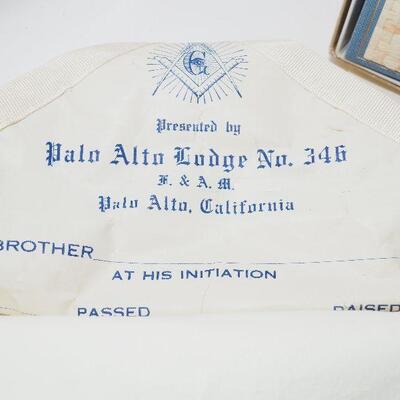 G
Presented by
Palo Alto Lodge No. 346
F. & A. M.
Palo Alto, California
BROTHER
AT HIS INITIATION
PASSED RAISED